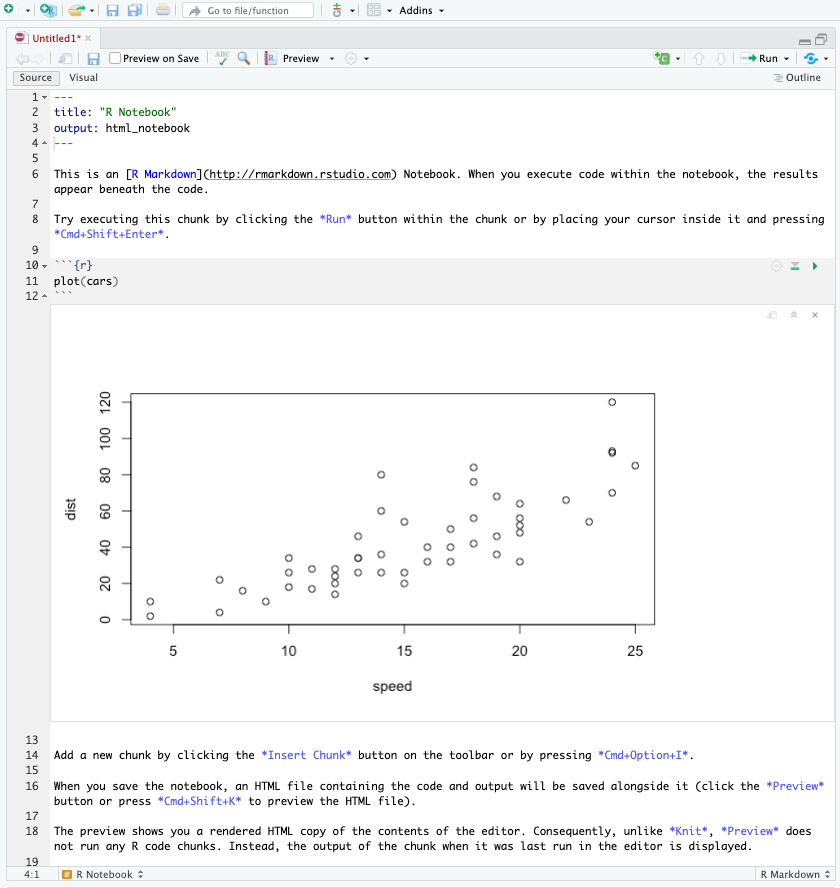 Go to file/function
Addins
Untitled1*
Preview on Save
ABC
Preview
Run
Source
Visual
Outline
1 ---
2 title: "R Notebook"
3 output: html_notebook
4 ---
5
6 This is an [R Markdown](http://rmarkdown.rstudio.com) Notebook. When you execute code within the notebook, the results
appear beneath the code.
7
8 Try executing this chunk by clicking the *Run* button within the chunk or by placing your cursor inside it and pressing
*Cmd+Shift+Enter*.
9
10 ```{r}
11 plot(cars)
12 ```
120
100
80
60
40
20
0
dist
5 10 15 20 25
speed
13
14 Add a new chunk by clicking the *Insert Chunk* button on the toolbar or by pressing *Cmd+Option+I*.
15
16 When you save the notebook, an HTML file containing the code and output will be saved alongside it (click the *Preview*
button or press *Cmd+Shift+K* to preview the HTML file).
17
18 The preview shows you a rendered HTML copy of the contents of the editor. Consequently, unlike *Knit*, *Preview* does
not run any R code chunks. Instead, the output of the chunk when it was last run in the editor is displayed.
19
4:1 # R Notebook R Markdown